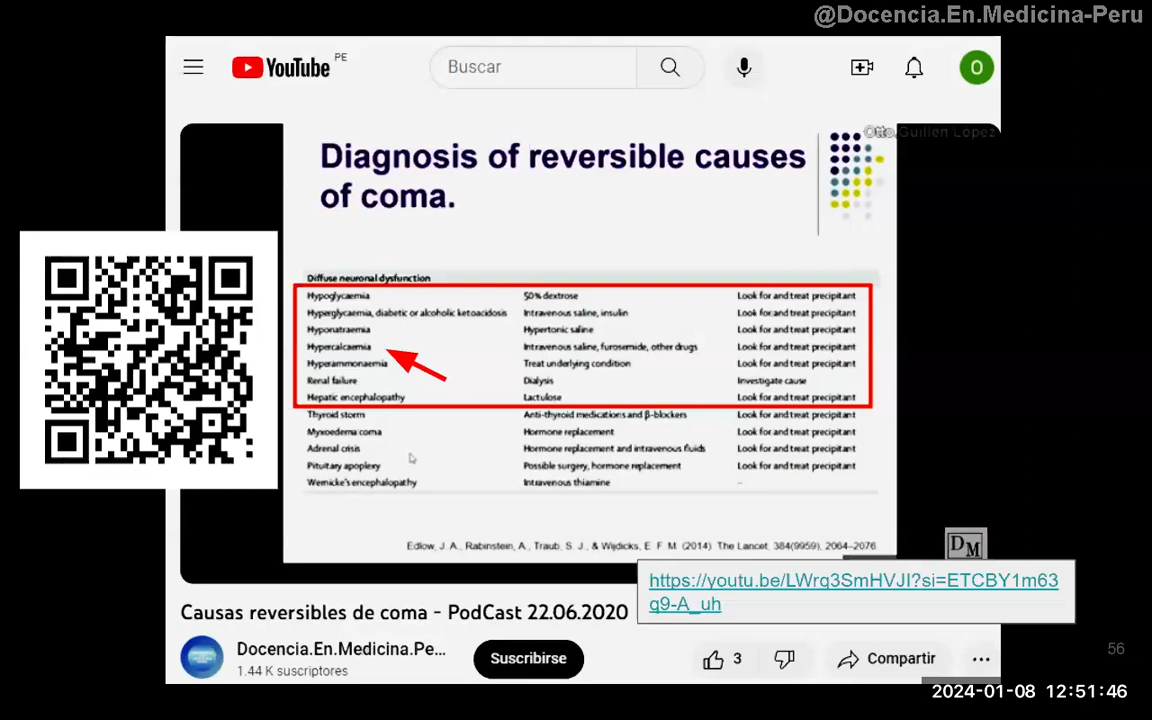 @Docencia.En.Medicina-Peru
YouTube PE
Buscar
O
Otto Guillen Lopez
Diagnosis of reversible causes
of coma.
Diffuse neuronal dysfunction
Hypoglycaemia 50% dextrose Look for and treat precipitant
Hyperglycaemia, diabetic or alcoholic ketoacidosis Intravenous saline, insulin Look for and treat precipitant
Hyponatraemia Hypertonic saline Look for and treat precipitant
Hypercalcaemia Intravenous saline, furosemide, other drugs Look for and treat precipitant
Hyperammonaemia Treat underlying condition Look for and treat precipitant
Renal failure Dialysis Investigate cause
Hepatic encephalopathy Lactulose Look for and treat precipitant
Thyroid storm Anti-thyroid medications and β-blockers Look for and treat precipitant
Myxoedema coma Hormone replacement Look for and treat precipitant
Adrenal crisis Hormone replacement and intravenous fluids Look for and treat precipitant
Pituitary apoplexy Possible surgery, hormone replacement Look for and treat precipitant
Wernicke's encephalopathy Intravenous thiamine --
Edlow, J. A., Rabinstein, A., Traub, S. J., & Wijdicks, E. F. M. (2014). The Lancet, 384(9959), 2064–2076.
DM
https://youtu.be/LWrq3SmHVJI?si=ETCBY1m63
q9-A_uh
Causas reversibles de coma - PodCast 22.06.2020
Docencia.En.Medicina.Pe...
1.44 K suscriptores
Suscribirse
3
Compartir
...
56
2024-01-08 12:51:46